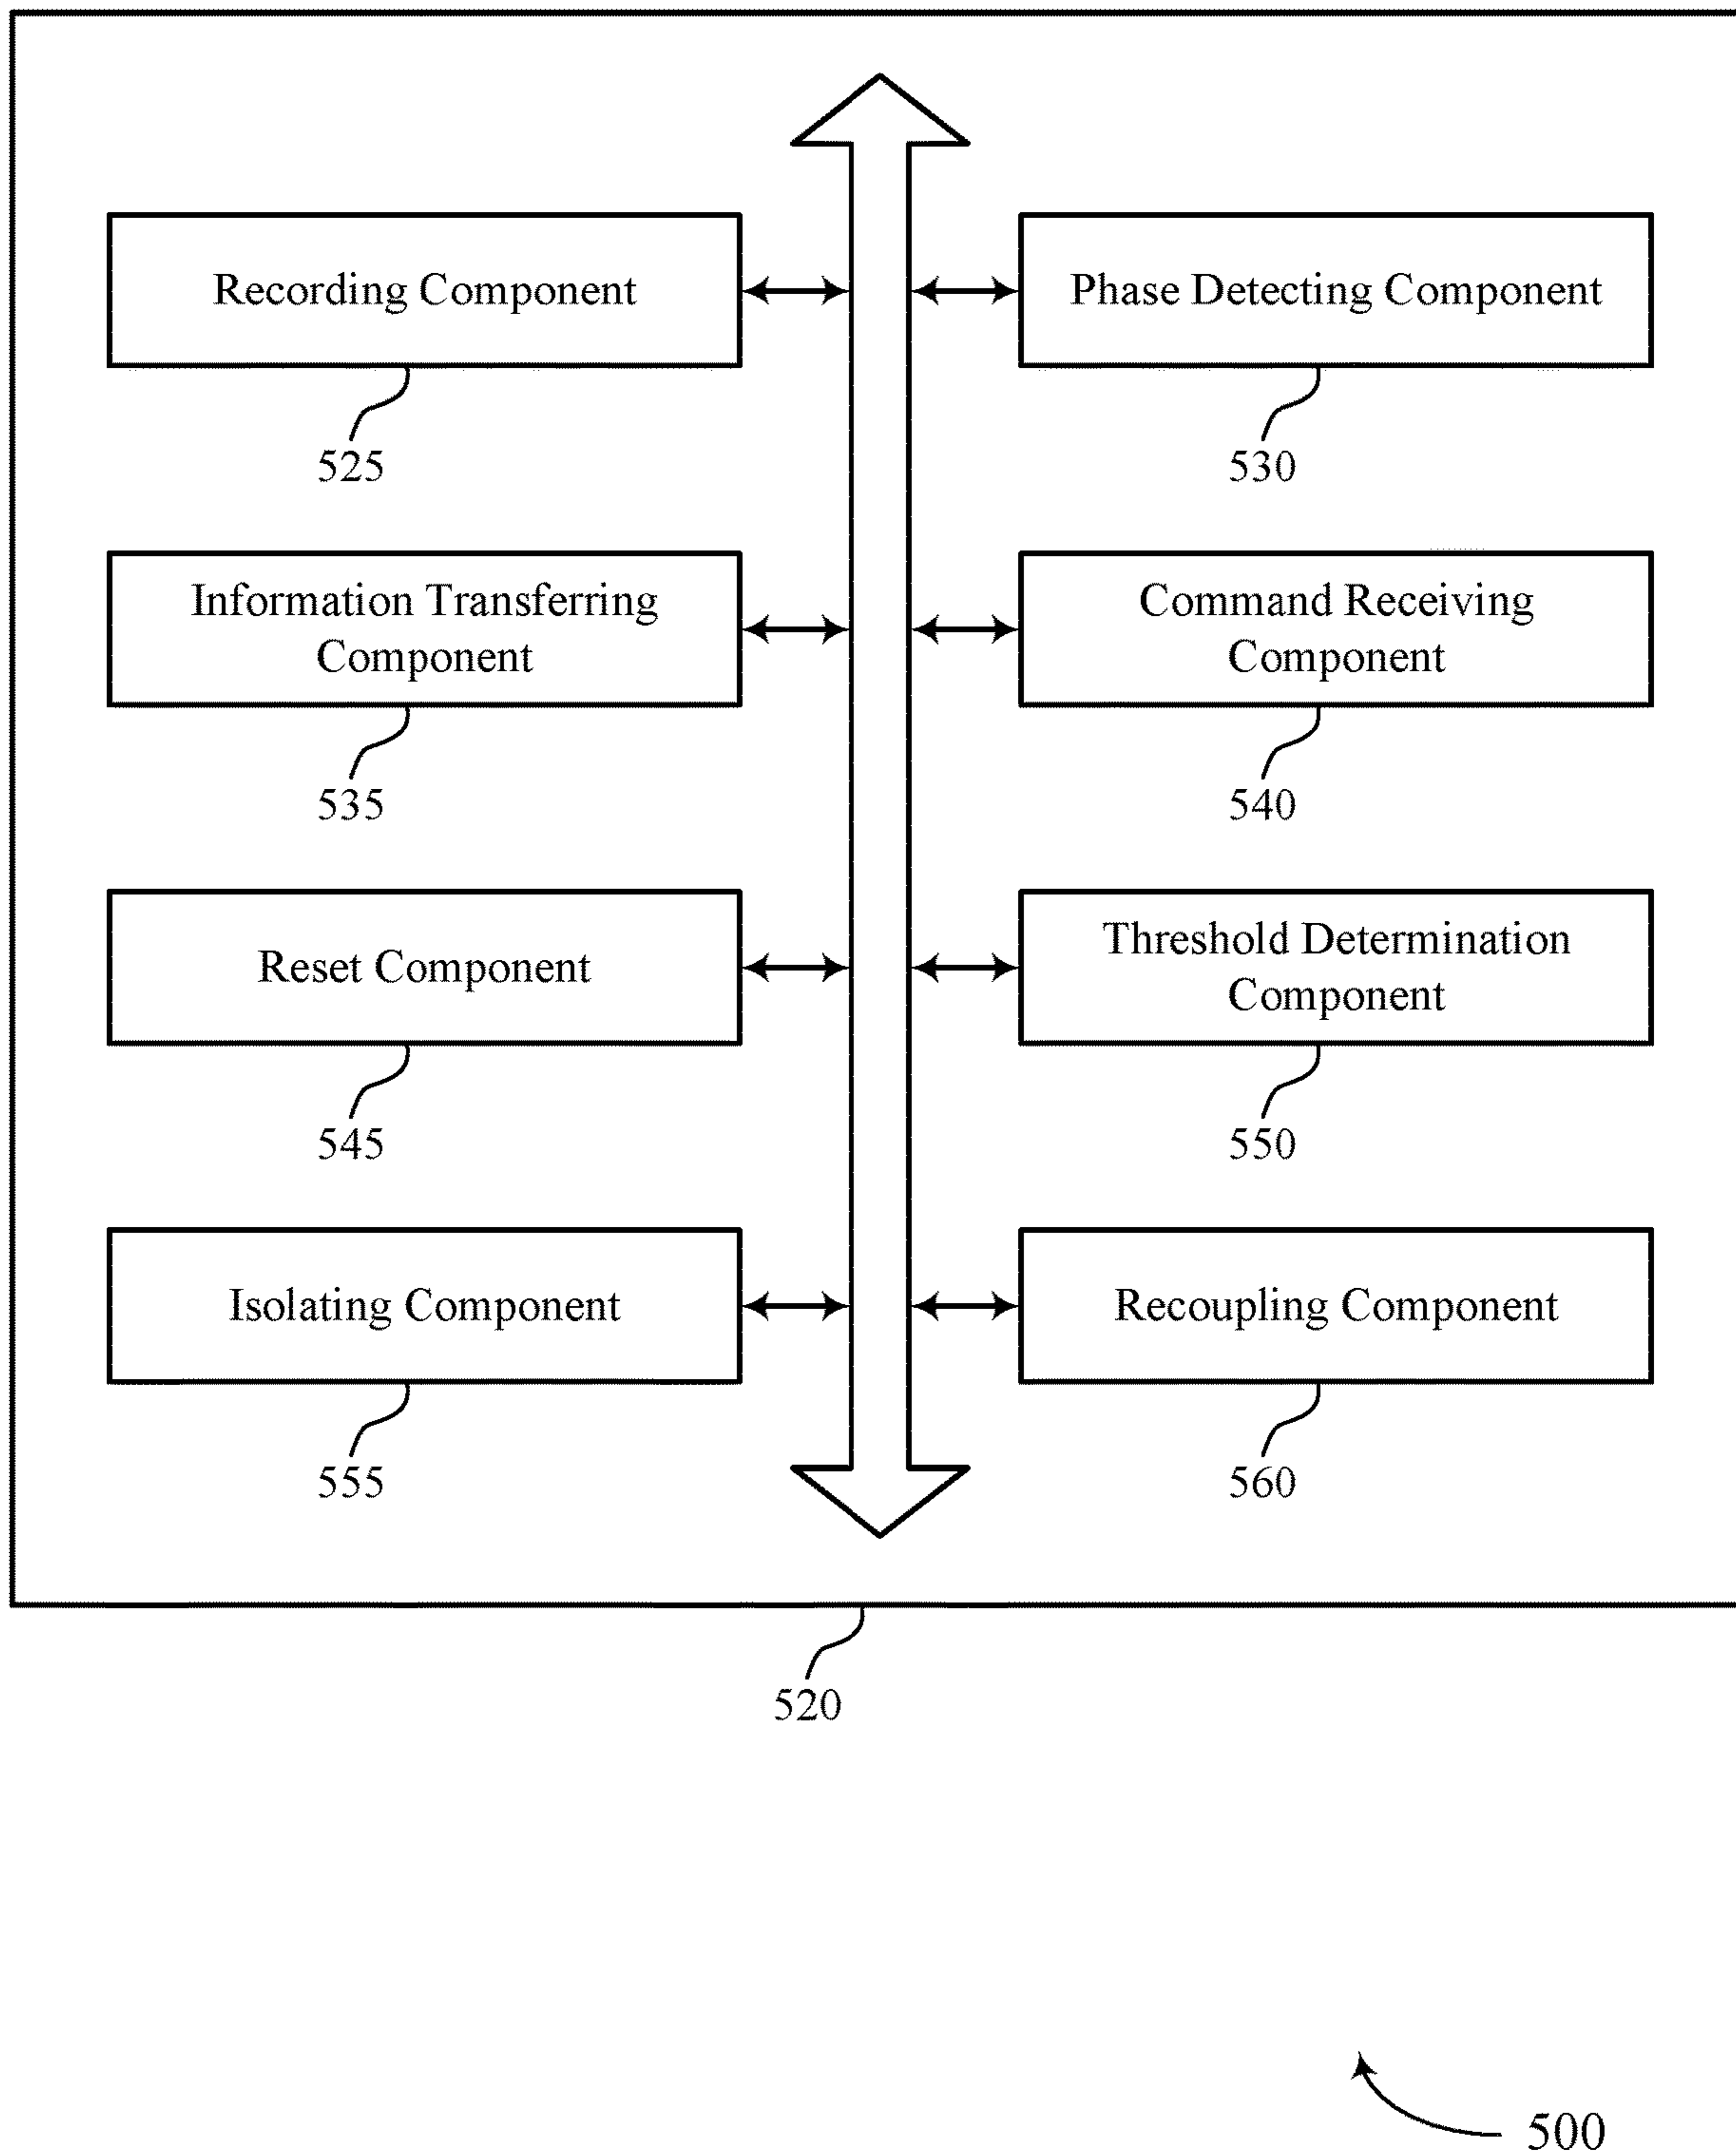 Recording Component
Phase Detecting Component
525
530
Information Transferring
Component
Command Receiving
Component
535
540
Reset Component
Threshold Determination
Component
545
550
Isolating Component
Recoupling Component
555
560
520
500